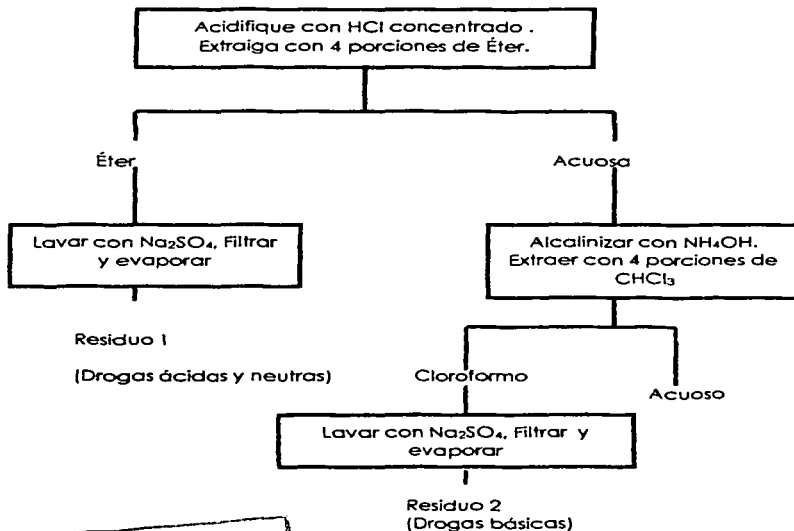 Acidifique con HCl concentrado .
Extraiga con 4 porciones de Éter.
Éter
Acuosa
Lavar con Na₂SO₄, Filtrar
y evaporar
Alcalinizar con NH₄OH.
Extraer con 4 porciones de
CHCl₃
Residuo 1
(Drogas ácidas y neutras)
Cloroformo
Acuoso
Lavar con Na₂SO₄, Filtrar y
evaporar
Residuo 2
(Drogas básicas)